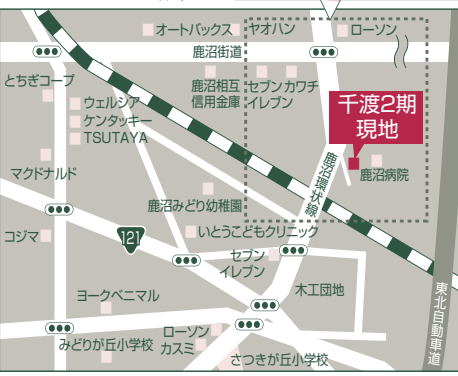 オートバックス
ヤオハン
ローソン
鹿沼街道
とちぎコープ
鹿沼相互
信用金庫
セブン
イレブン
カワチ
ウェルシア
ケンタッキー
TSUTAYA
千渡2期
現地
マクドナルド
鹿沼環状線
鹿沼病院
鹿沼みどり幼稚園
コジマ
121
いとうこどもクリニック
セブン
イレブン
木工団地
東北自動車道
ヨークベニマル
ローソン
カスミ
みどりが丘小学校
さつきが丘小学校